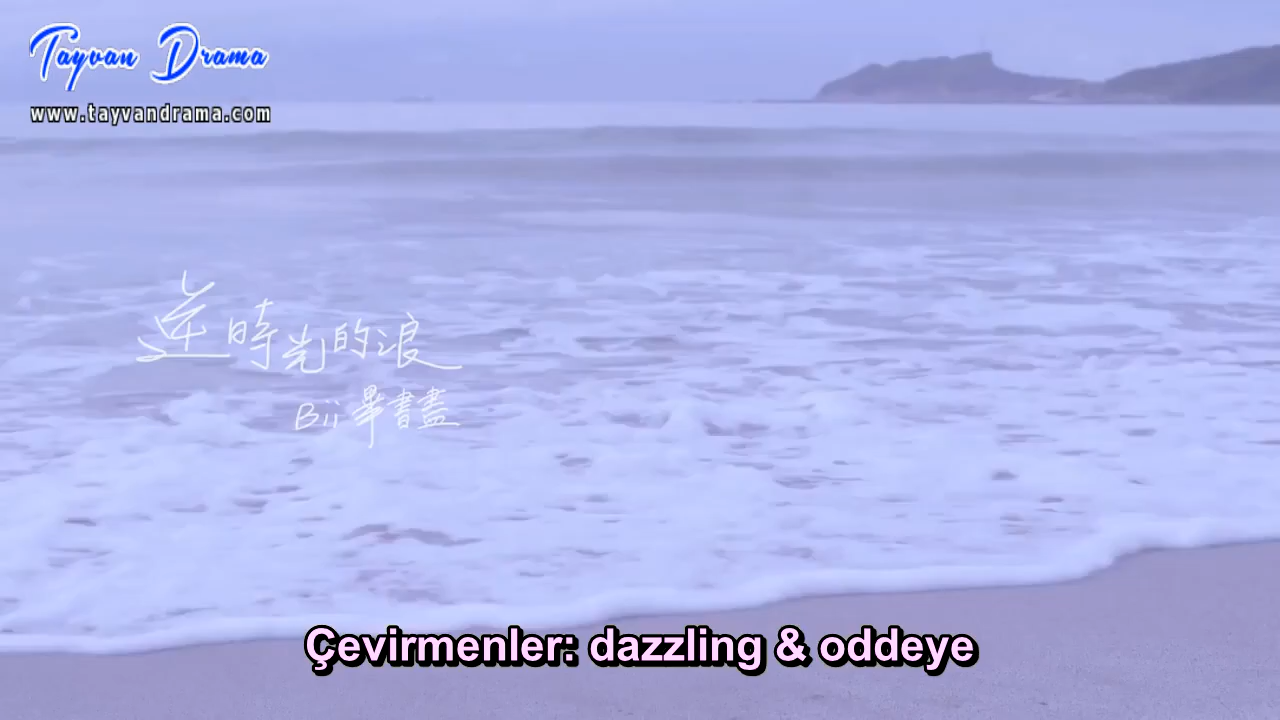 Tayvan Drama
www.tayvandrama.com
逆時光的浪
Bii 畢書盡
Çevirmenler: dazzling & oddeye